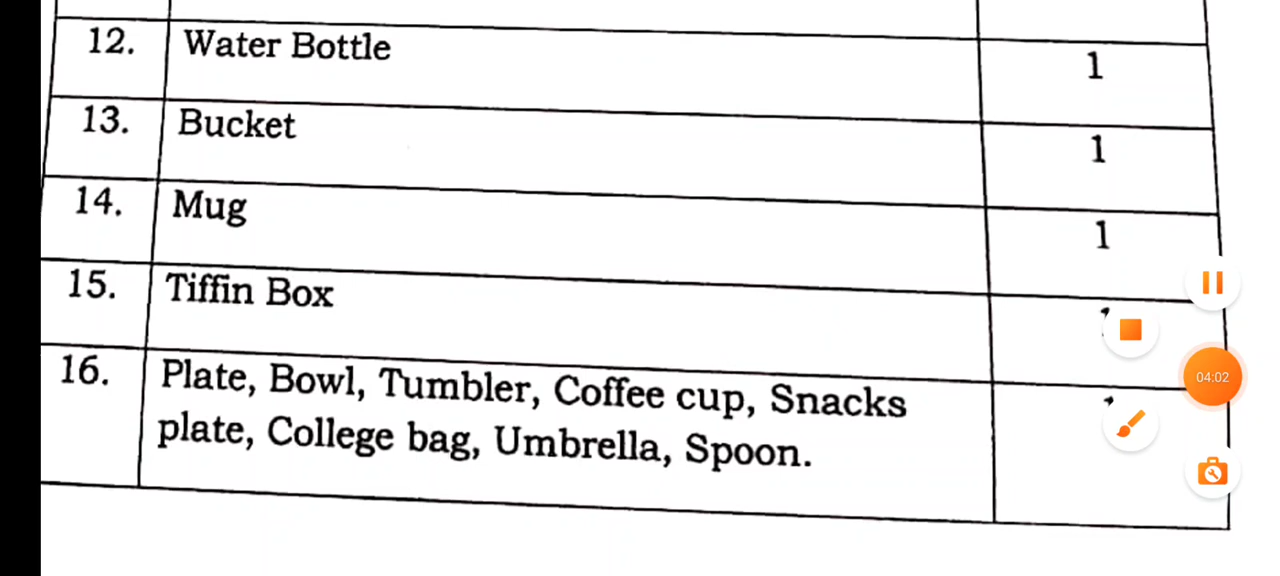 12. Water Bottle 1
13. Bucket 1
14. Mug 1
15. Tiffin Box
16. Plate, Bowl, Tumbler, Coffee cup, Snacks
plate, College bag, Umbrella, Spoon.
04:02